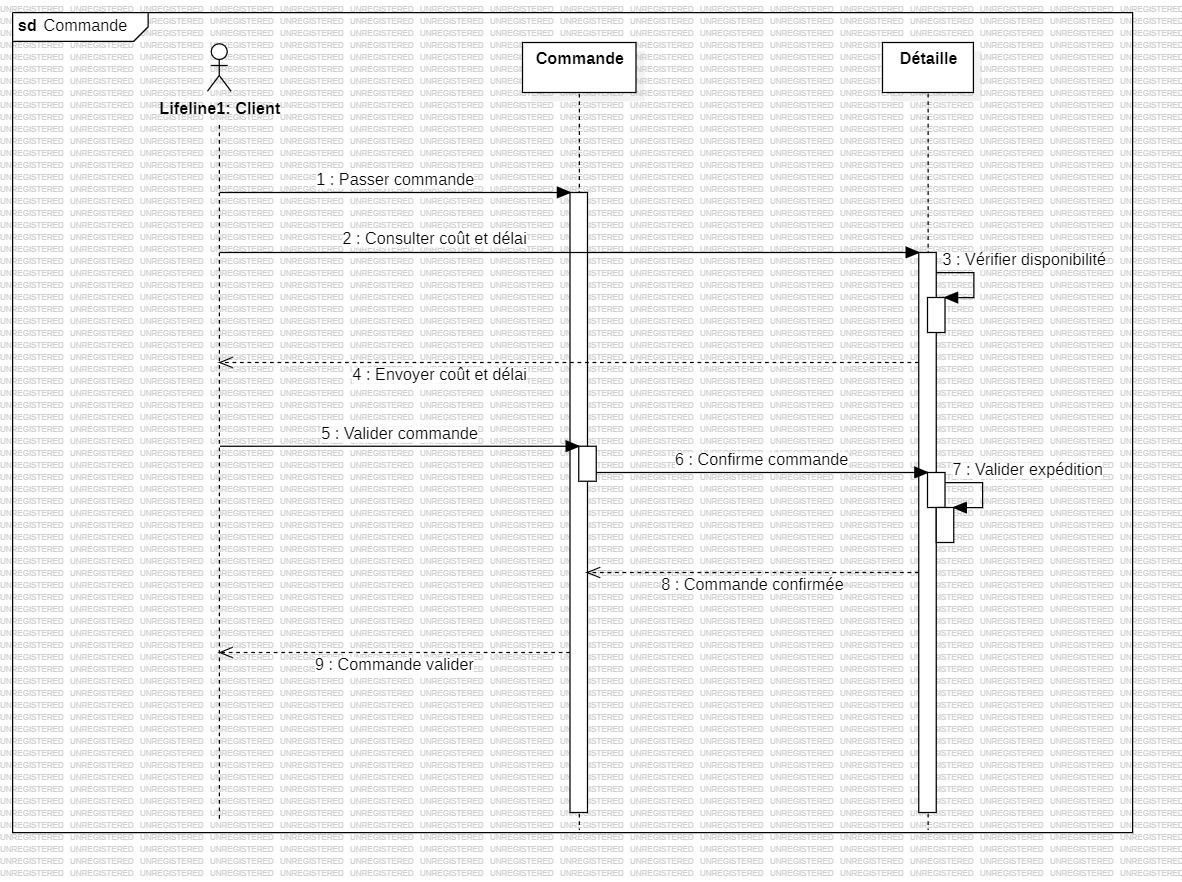 sd Commande
Commande
Détaille
Lifeline1: Client
1 : Passer commande
2 : Consulter coût et délai
3 : Vérifier disponibilité
4 : Envoyer coût et délai
5 : Valider commande
6 : Confirme commande
7 : Valider expédition
8 : Commande confirmée
9 : Commande valider
UNREGISTERED